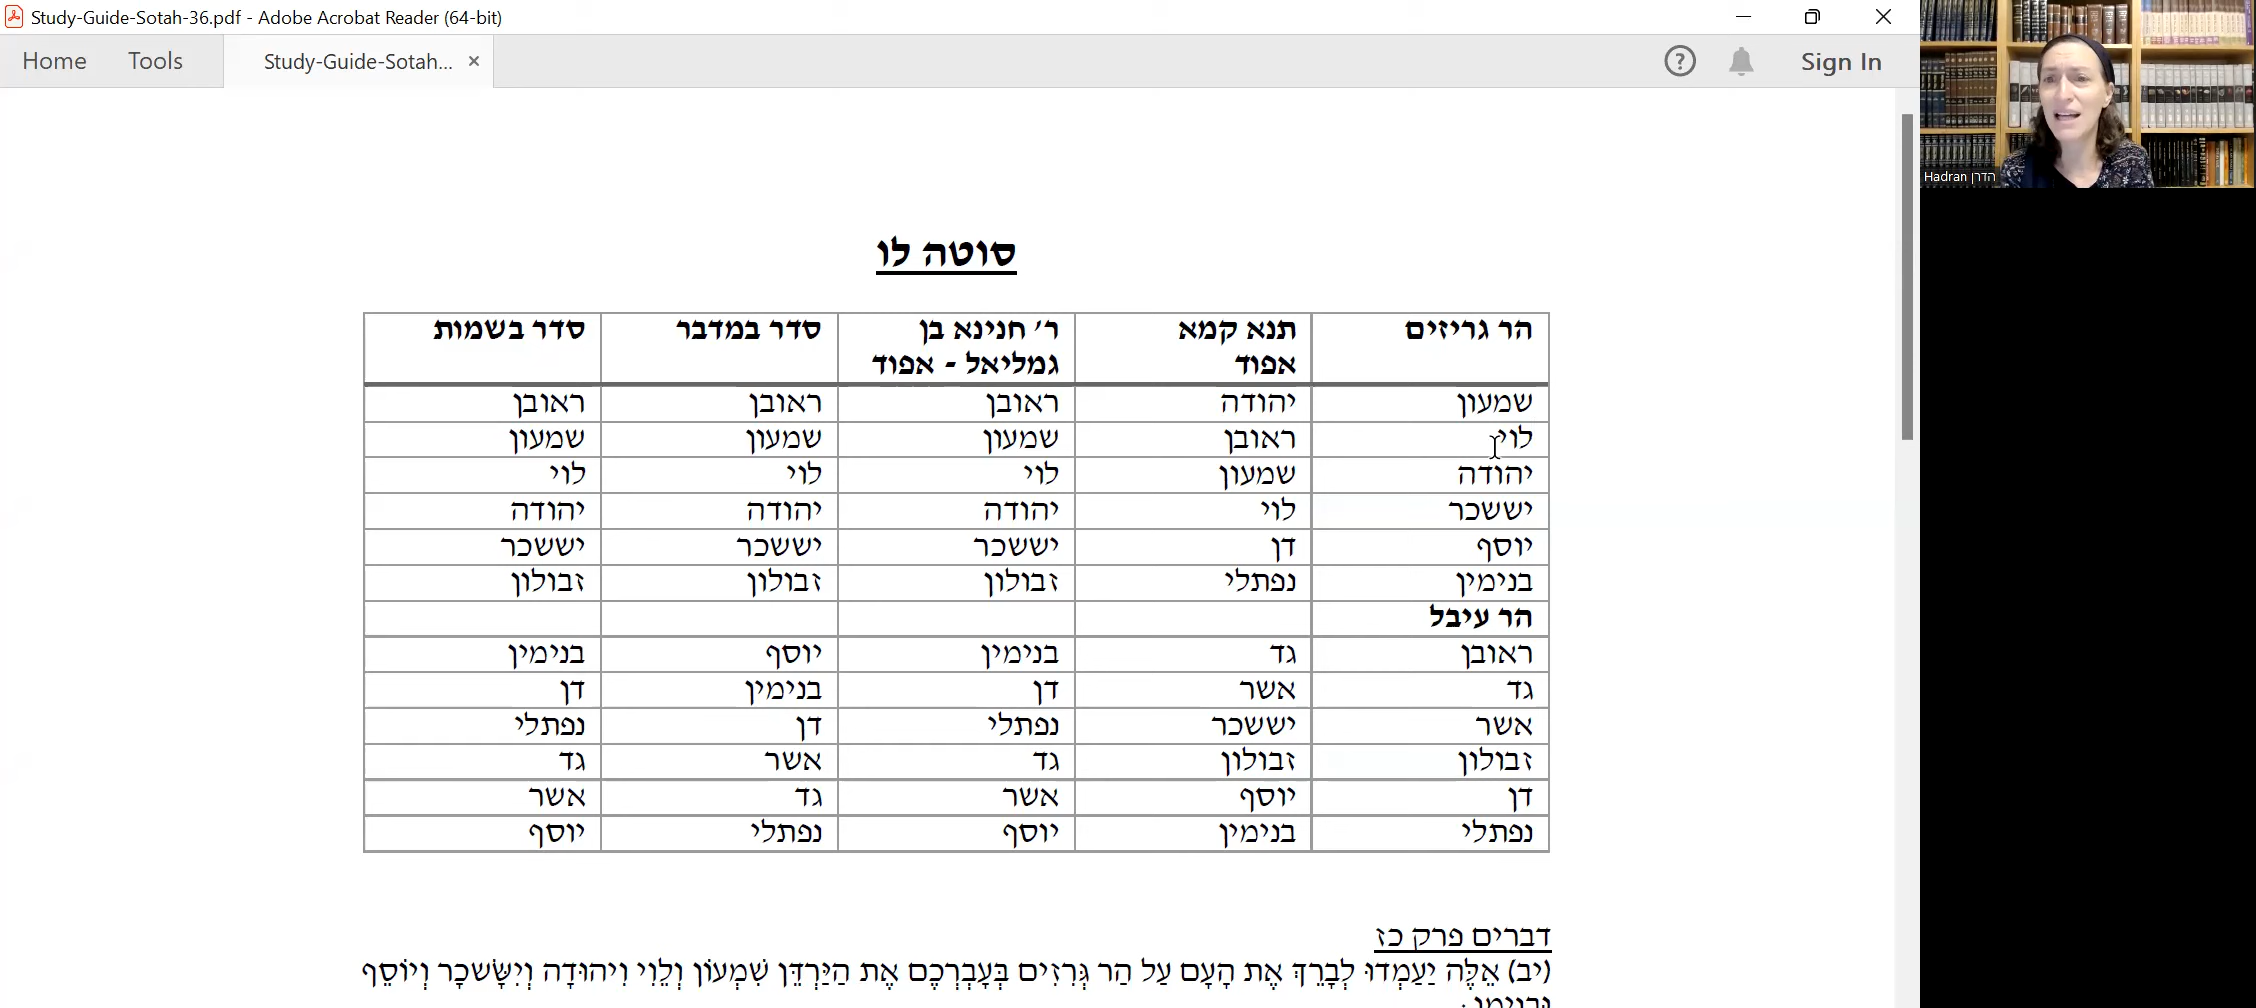 Study-Guide-Sotah-36.pdf - Adobe Acrobat Reader (64-bit)
Home Tools Study-Guide-Sotah... × ? Sign In
Hadran הדרן
סוטה לו
הר גריזים תנא קמא אפוד ר׳ חנינא בן גמליאל - אפוד סדר במדבר סדר בשמות
שמעון יהודה ראובן ראובן ראובן
לוי ראובן שמעון שמעון שמעון
יהודה שמעון לוי לוי לוי
יששכר לוי יהודה יהודה יהודה
יוסף דן יששכר יששכר יששכר
בנימין נפתלי זבולון זבולון זבולון
הר עיבל
ראובן גד בנימין יוסף בנימין
גד אשר דן בנימין דן
אשר יששכר נפתלי דן נפתלי
זבולון זבולון גד אשר גד
דן יוסף אשר גד אשר
נפתלי בנימין יוסף נפתלי יוסף
דברים פרק כז
(יב) אֵלֶּה יַעַמְדוּ לְבָרֵךְ אֶת הָעָם עַל הַר גְּרִזִים בְּעָבְרְכֶם אֶת הַיַּרְדֵּן שִׁמְעוֹן וְלֵוִי וִיהוּדָה וְיִשָּׂשכָר וְיוֹסֵף